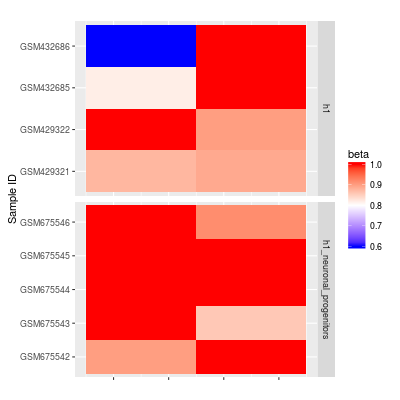 Sample ID
GSM432686
GSM432685
GSM429322
GSM429321
h1
GSM675546
GSM675545
GSM675544
GSM675543
GSM675542
h1_neuronal_progenitors
beta
1.0
0.9
0.8
0.7
0.6